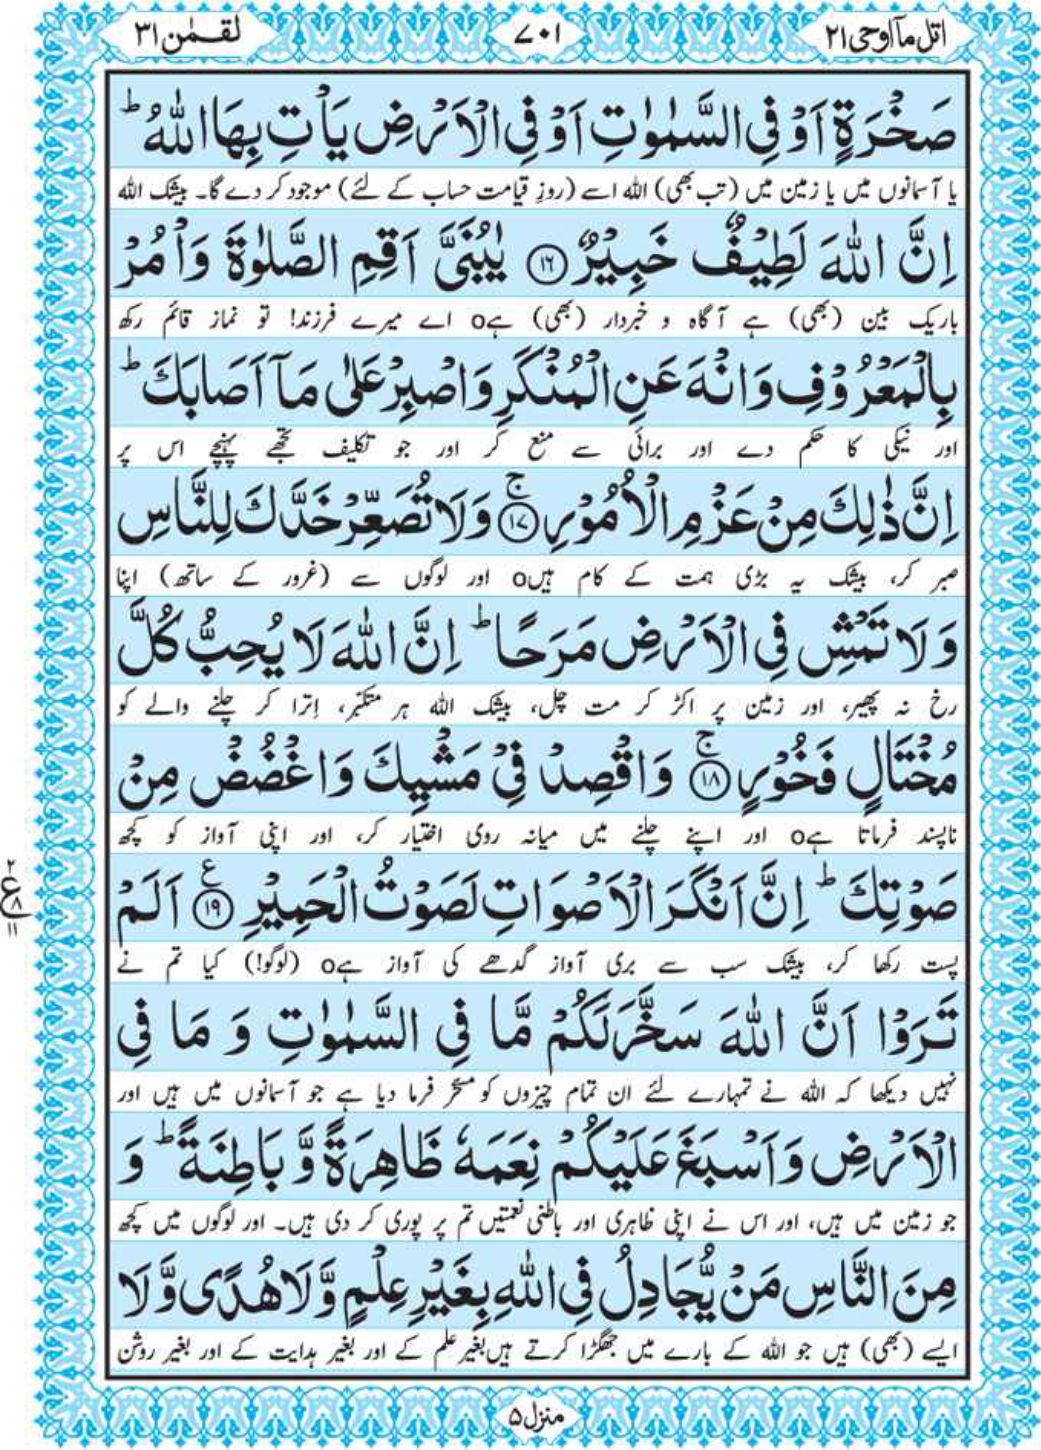 اتل مآ اوحی ۲۱
۷۰۱
لقمٰن ۳۱
صَخْرَةٍ اَوْ فِی السَّمٰوٰتِ اَوْ فِی الْاَرْضِ یَاْتِ بِهَا اللّٰهُ ؕ
یا آسمانوں میں یا زمین میں (تب بھی) اللہ اسے (روزِ قیامت حساب کے لئے) موجود کر دے گا۔ بیشک اللہ
اِنَّ اللّٰهَ لَطِیْفٌ خَبِیْرٌ ﴿۱۶﴾ یٰبُنَیَّ اَقِمِ الصَّلٰوةَ وَاْمُرْ
باریک بین (بھی) ہے آگاہ و خبردار (بھی) ہےo اے میرے فرزند! تو نماز قائم رکھ
بِالْمَعْرُوْفِ وَانْهَ عَنِ الْمُنْكَرِ وَاصْبِرْ عَلٰی مَاۤ اَصَابَكَ ؕ
اور نیکی کا حکم دے اور برائی سے منع کر اور جو تکلیف تجھے پہنچے اس پر
اِنَّ ذٰلِكَ مِنْ عَزْمِ الْاُمُوْرِ ﴿۱۷﴾ۚ وَلَا تُصَعِّرْ خَدَّكَ لِلنَّاسِ
صبر کر، بیشک یہ بڑی ہمت کے کام ہیںo اور لوگوں سے (غرور کے ساتھ) اپنا
وَلَا تَمْشِ فِی الْاَرْضِ مَرَحًا ؕ اِنَّ اللّٰهَ لَا یُحِبُّ كُلَّ
رخ نہ پھیر، اور زمین پر اکڑ کر مت چل، بیشک اللہ ہر متکبّر، اِترا کر چلنے والے کو
مُخْتَالٍ فَخُوْرٍ ﴿۱۸﴾ۚ وَاقْصِدْ فِیْ مَشْیِكَ وَاغْضُضْ مِنْ
ناپسند فرماتا ہےo اور اپنے چلنے میں میانہ روی اختیار کر، اور اپنی آواز کو کچھ
صَوْتِكَ ؕ اِنَّ اَنْكَرَ الْاَصْوَاتِ لَصَوْتُ الْحَمِیْرِ ﴿۱۹﴾ع اَلَمْ
۲
ع
۸
۱۱
پست رکھا کر، بیشک سب سے بری آواز گدھے کی آواز ہےo (لوگو!) کیا تم نے
تَرَوْا اَنَّ اللّٰهَ سَخَّرَ لَكُمْ مَّا فِی السَّمٰوٰتِ وَ مَا فِی
نہیں دیکھا کہ اللہ نے تمہارے لئے ان تمام چیزوں کو مسخّر فرما دیا ہے جو آسمانوں میں ہیں اور
الْاَرْضِ وَاَسْبَغَ عَلَیْكُمْ نِعَمَهٗ ظَاهِرَةً وَّبَاطِنَةً ؕ وَ
جو زمین میں ہیں، اور اس نے اپنی ظاہری اور باطنی نعمتیں تم پر پوری کر دی ہیں۔ اور لوگوں میں کچھ
مِنَ النَّاسِ مَنْ یُّجَادِلُ فِی اللّٰهِ بِغَیْرِ عِلْمٍ وَّلَا هُدًی وَّلَا
ایسے (بھی) ہیں جو اللہ کے بارے میں جھگڑا کرتے ہیں بغیر علم کے اور بغیر ہدایت کے اور بغیر روشن
منزل ۵